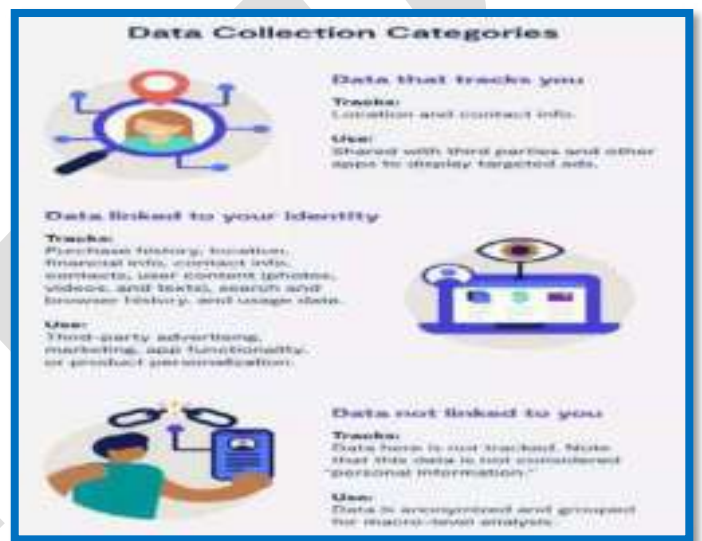 Data Collection Categories
Data that tracks you
Tracks:
Location and contact info.
Use:
Shared with third parties and other
apps to display targeted ads.
Data linked to your identity
Tracks:
Purchase history, location,
financial info, contact info,
contacts, user content (photos,
videos, and texts), search and
browser history, and usage data.
Use:
Third-party advertising,
marketing, app functionality,
or product personalization.
Data not linked to you
Tracks:
Data here is not tracked. Note
that this data is not considered
"personal information."
Use:
Data is anonymized and grouped
for macro-level analysis.